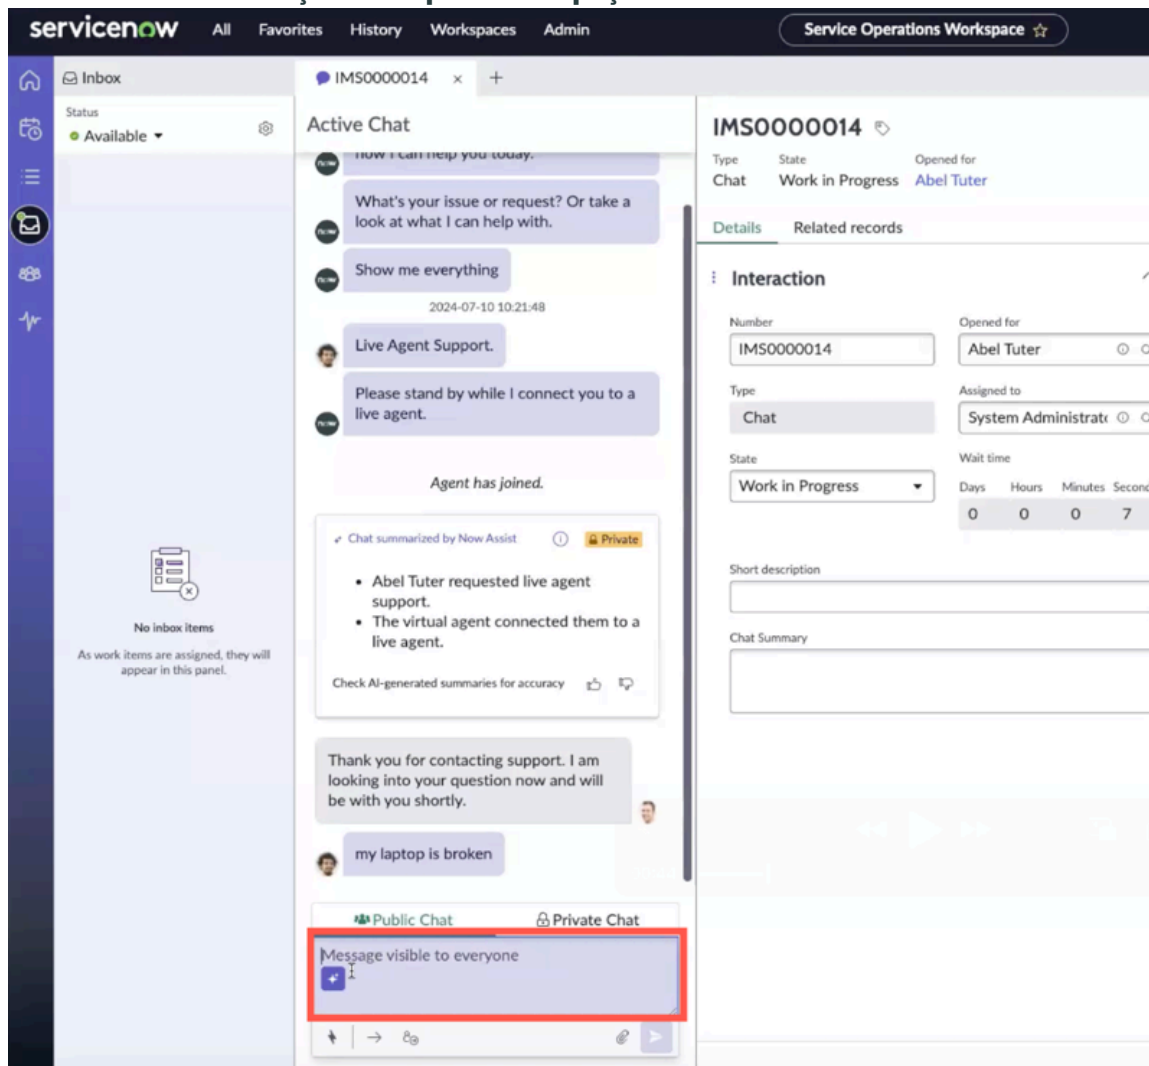 servicenow All Favorites History Workspaces Admin Service Operations Workspace
Inbox
IMS0000014 × +
Status
Available
Active Chat
how I can help you today.
What's your issue or request? Or take a
look at what I can help with.
Show me everything
2024-07-10 10:21:48
Live Agent Support.
Please stand by while I connect you to a
live agent.
Agent has joined.
Chat summarized by Now Assist Private
• Abel Tuter requested live agent
support.
• The virtual agent connected them to a
live agent.
Check AI-generated summaries for accuracy
Thank you for contacting support. I am
looking into your question now and will
be with you shortly.
my laptop is broken
Public Chat Private Chat
Message visible to everyone
No inbox items
As work items are assigned, they will
appear in this panel.
IMS0000014
Type State Opened for
Chat Work in Progress Abel Tuter
Details Related records
Interaction
Number Opened for
IMS0000014 Abel Tuter
Type Assigned to
Chat System Administrat
State Wait time
Work in Progress Days Hours Minutes Second
0 0 0 7
Short description
Chat Summary